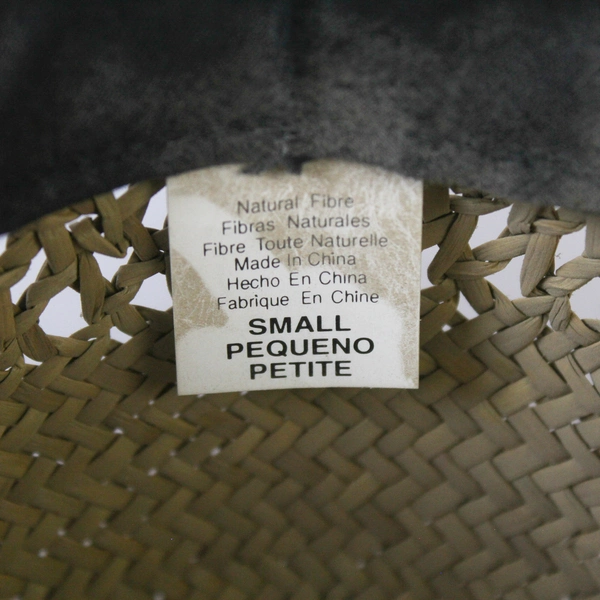 Natural Fibre
Fibras Naturales
Fibre Toute Naturelle
Made In China
Hecho En China
Fabrique En Chine
SMALL
PEQUENO
PETITE